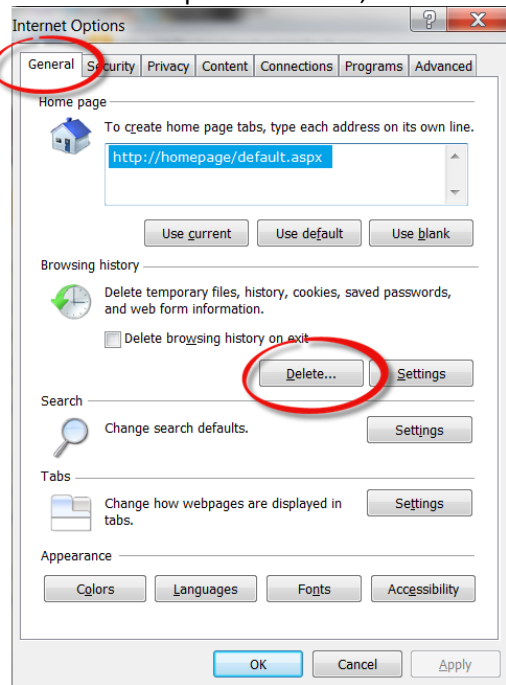 Internet Options
General Security Privacy Content Connections Programs Advanced
Home page
To create home page tabs, type each address on its own line.
http://homepage/default.aspx
Use current Use default Use blank
Browsing history
Delete temporary files, history, cookies, saved passwords,
and web form information.
Delete browsing history on exit
Delete... Settings
Search
Change search defaults.
Settings
Tabs
Change how webpages are displayed in
tabs.
Settings
Appearance
Colors Languages Fonts Accessibility
OK Cancel Apply